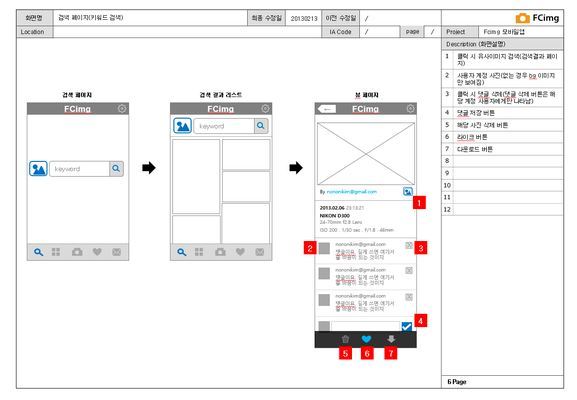 화면명 검색 페이지(키워드 검색) 최종 수정일 20130213 이전 수정일 / FCimg
Location IA Code / page / Project Fcimg 모바일앱
Description (화면설명)
1 클릭 시 유사이미지 검색(검색결과 페이지)
2 사용자 계정 사진(없는 경우 bg 이미지만 보여짐)
3 클릭 시 댓글 삭제(댓글 삭제 버튼은 해당 계정 사용자에게만 나타남)
4 댓글 저장 버튼
5 해당 사진 삭제 버튼
6 라이크 버튼
7 다운로드 버튼
8
9
10
11
12
검색 페이지
FCimg
keyword
검색 결과 리스트
FCimg
keyword
뷰 페이지
FCimg
By nononikim@gmail.com
1
2013.02.06 23:13:21
NIKON D300
24-70mm f2.8 Lens
ISO 200 . 1/30 sec . f/1.8 . 46mm
2
nononikim@gmail.com
댓글이요. 길게 쓰면 여기서
줄 바꿈이 되는 것이지
3
nononikim@gmail.com
댓글이요. 길게 쓰면 여기서
줄 바꿈이 되는 것이지
nononikim@gmail.com
댓글이요. 길게 쓰면 여기서
줄 바꿈이 되는 것이지
4
5 6 7
6 Page